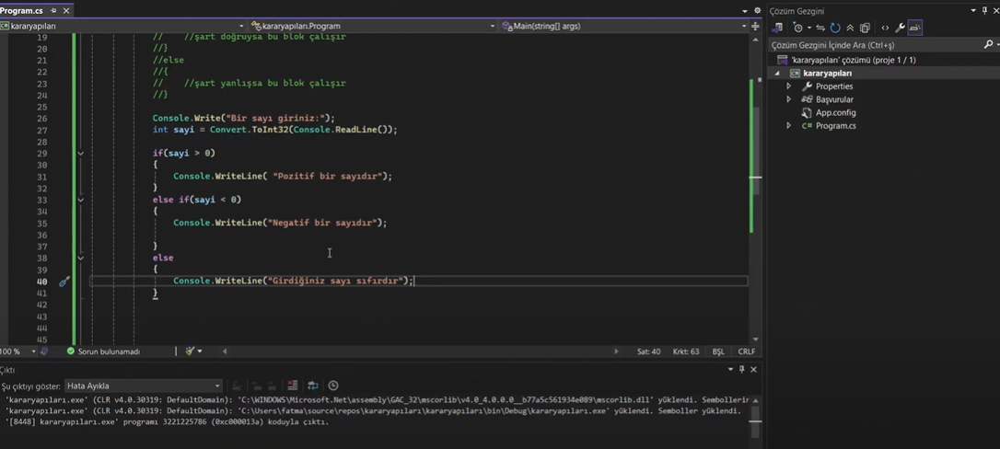 Program.cs
kararyapıları
kararyapıları.Program
Main(string[] args)
19 // //şart doğruysa bu blok çalışır
20 //}
21 //else
22 //{
23 // //şart yanlışsa bu blok çalışır
24 //}
25
26 Console.Write("Bir sayı giriniz:");
27 int sayi = Convert.ToInt32(Console.ReadLine());
28
29 if(sayi > 0)
30 {
31 Console.WriteLine( "Pozitif bir sayıdır");
32 }
33 else if(sayi < 0)
34 {
35 Console.WriteLine("Negatif bir sayıdır");
36
37 }
38 else
39 {
40 Console.WriteLine("Girdiğiniz sayı sıfırdır");
41 }
42
43
44
45
100 %
Sorun bulunamadı
Sat: 40 Krkt: 63 BŞL CRLF
Çıktı
Şu çıktıyı göster: Hata Ayıkla
'kararyapıları.exe' (CLR v4.0.30319: DefaultDomain): 'C:\WINDOWS\Microsoft.Net\assembly\GAC_32\mscorlib\v4.0_4.0.0.0__b77a5c561934e089\mscorlib.dll' yüklendi. Sembollerin
'kararyapıları.exe' (CLR v4.0.30319: DefaultDomain): 'C:\Users\fatma\source\repos\kararyapıları\kararyapıları\bin\Debug\kararyapıları.exe' yüklendi. Semboller yüklendi.
'[8448] kararyapıları.exe' programı 3221225786 (0xc000013a) koduyla çıktı.
Çözüm Gezgini
Çözüm Gezgini İçinde Ara (Ctrl+ş)
'kararyapıları' çözümü (proje 1 / 1)
kararyapıları
Properties
Başvurular
App.config
C# Program.cs